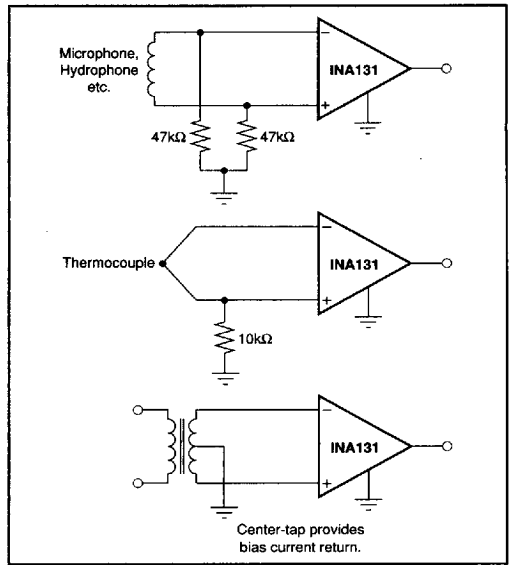 Microphone,
Hydrophone
etc.
−
INA131
+
47kΩ
47kΩ
−
Thermocouple
INA131
+
10kΩ
−
INA131
+
Center-tap provides
bias current return.